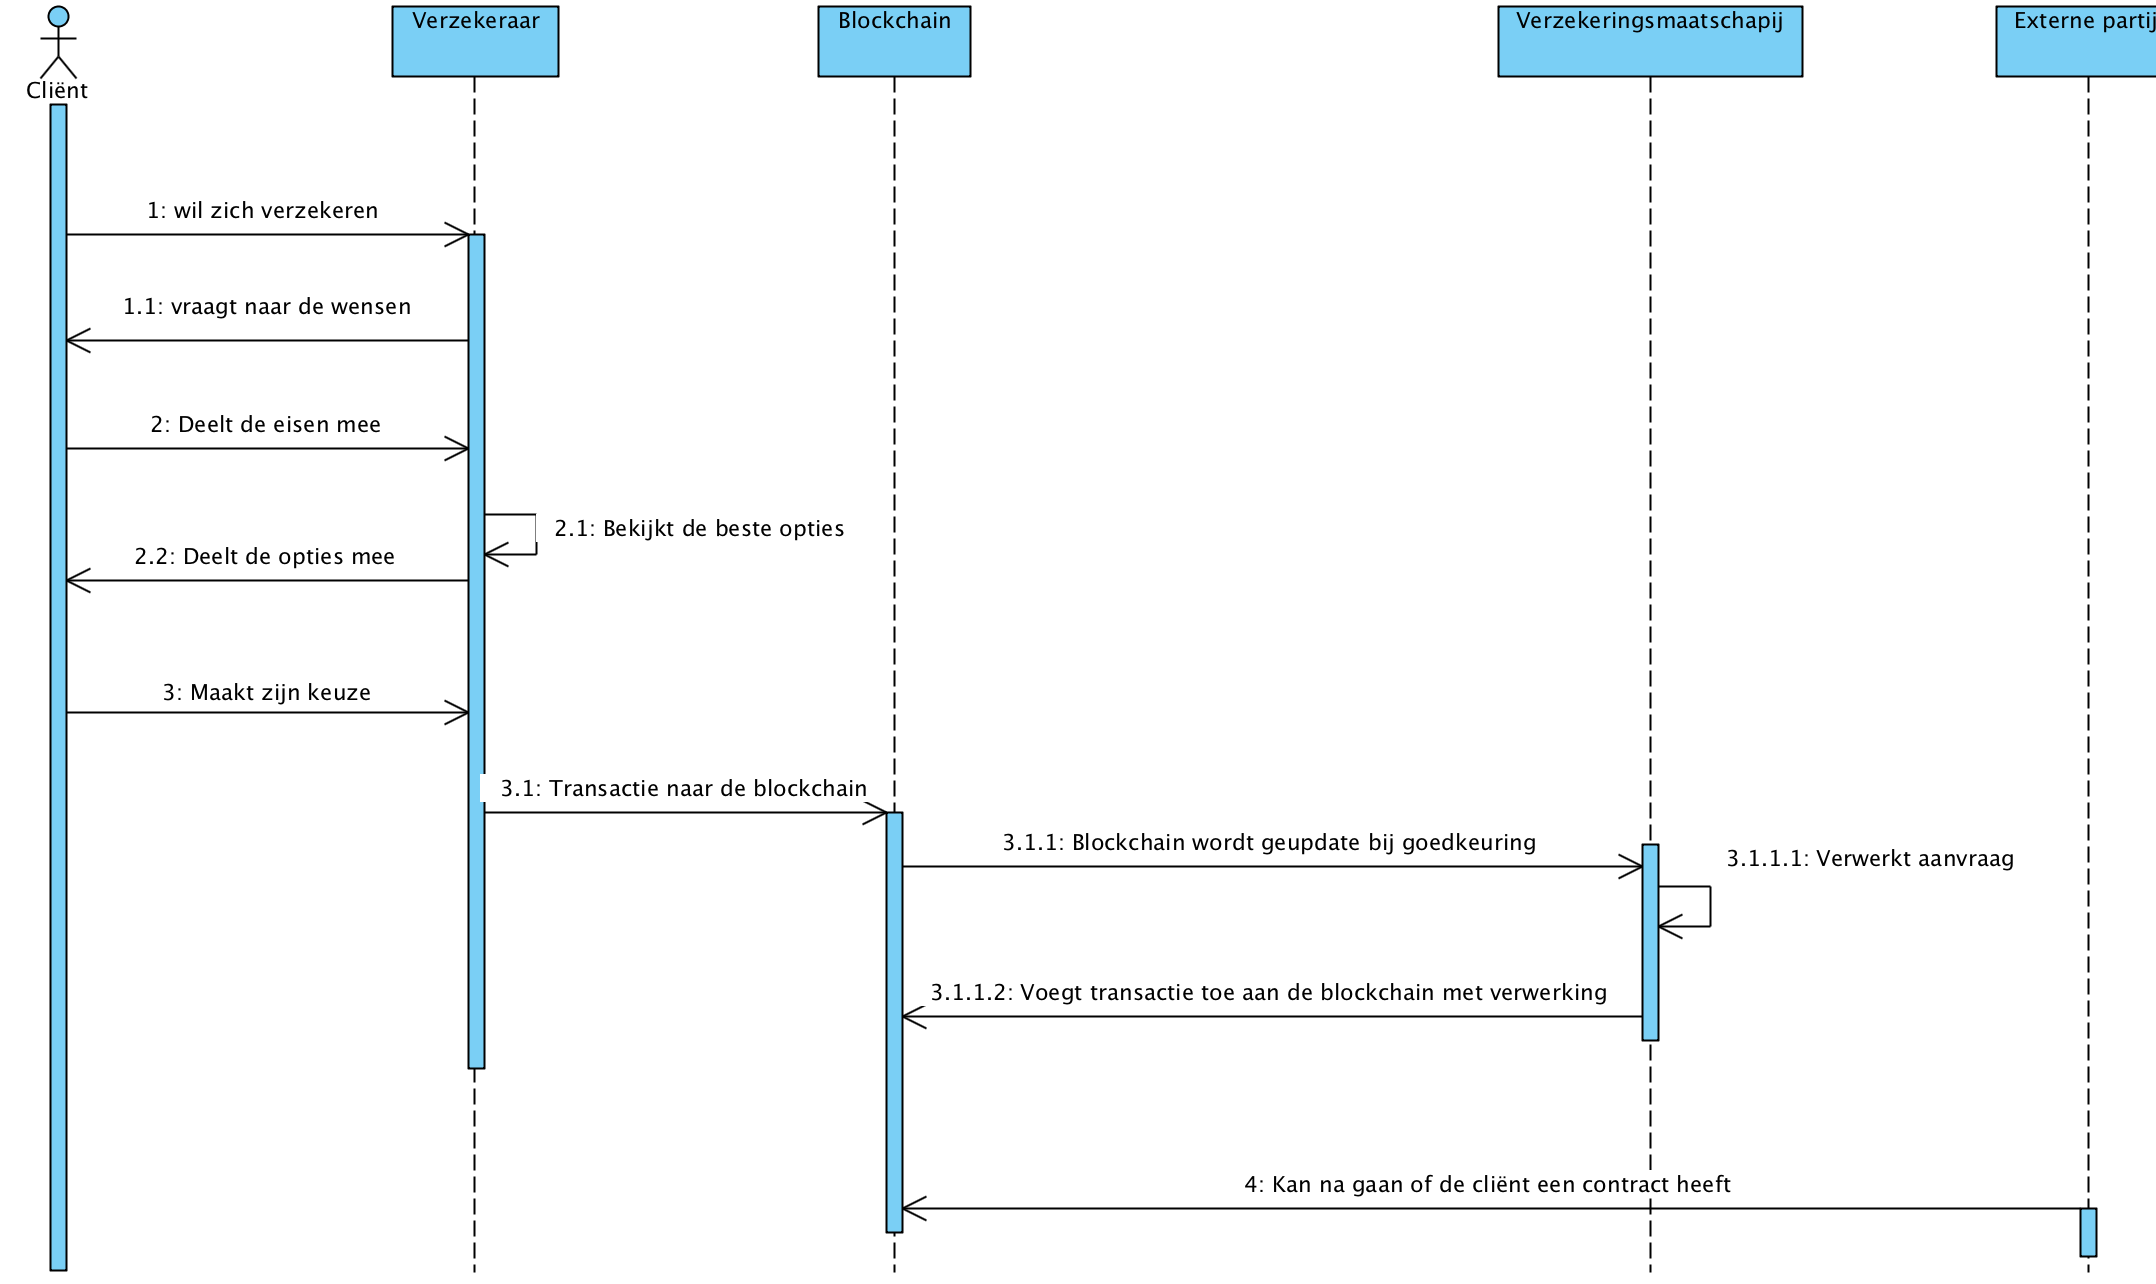 Verzekeraar
Blockchain
Verzekeringsmaatschapij
Externe partij
Cliënt
1: wil zich verzekeren
1.1: vraagt naar de wensen
2: Deelt de eisen mee
2.1: Bekijkt de beste opties
2.2: Deelt de opties mee
3: Maakt zijn keuze
3.1: Transactie naar de blockchain
3.1.1: Blockchain wordt geupdate bij goedkeuring
3.1.1.1: Verwerkt aanvraag
3.1.1.2: Voegt transactie toe aan de blockchain met verwerking
4: Kan na gaan of de cliënt een contract heeft